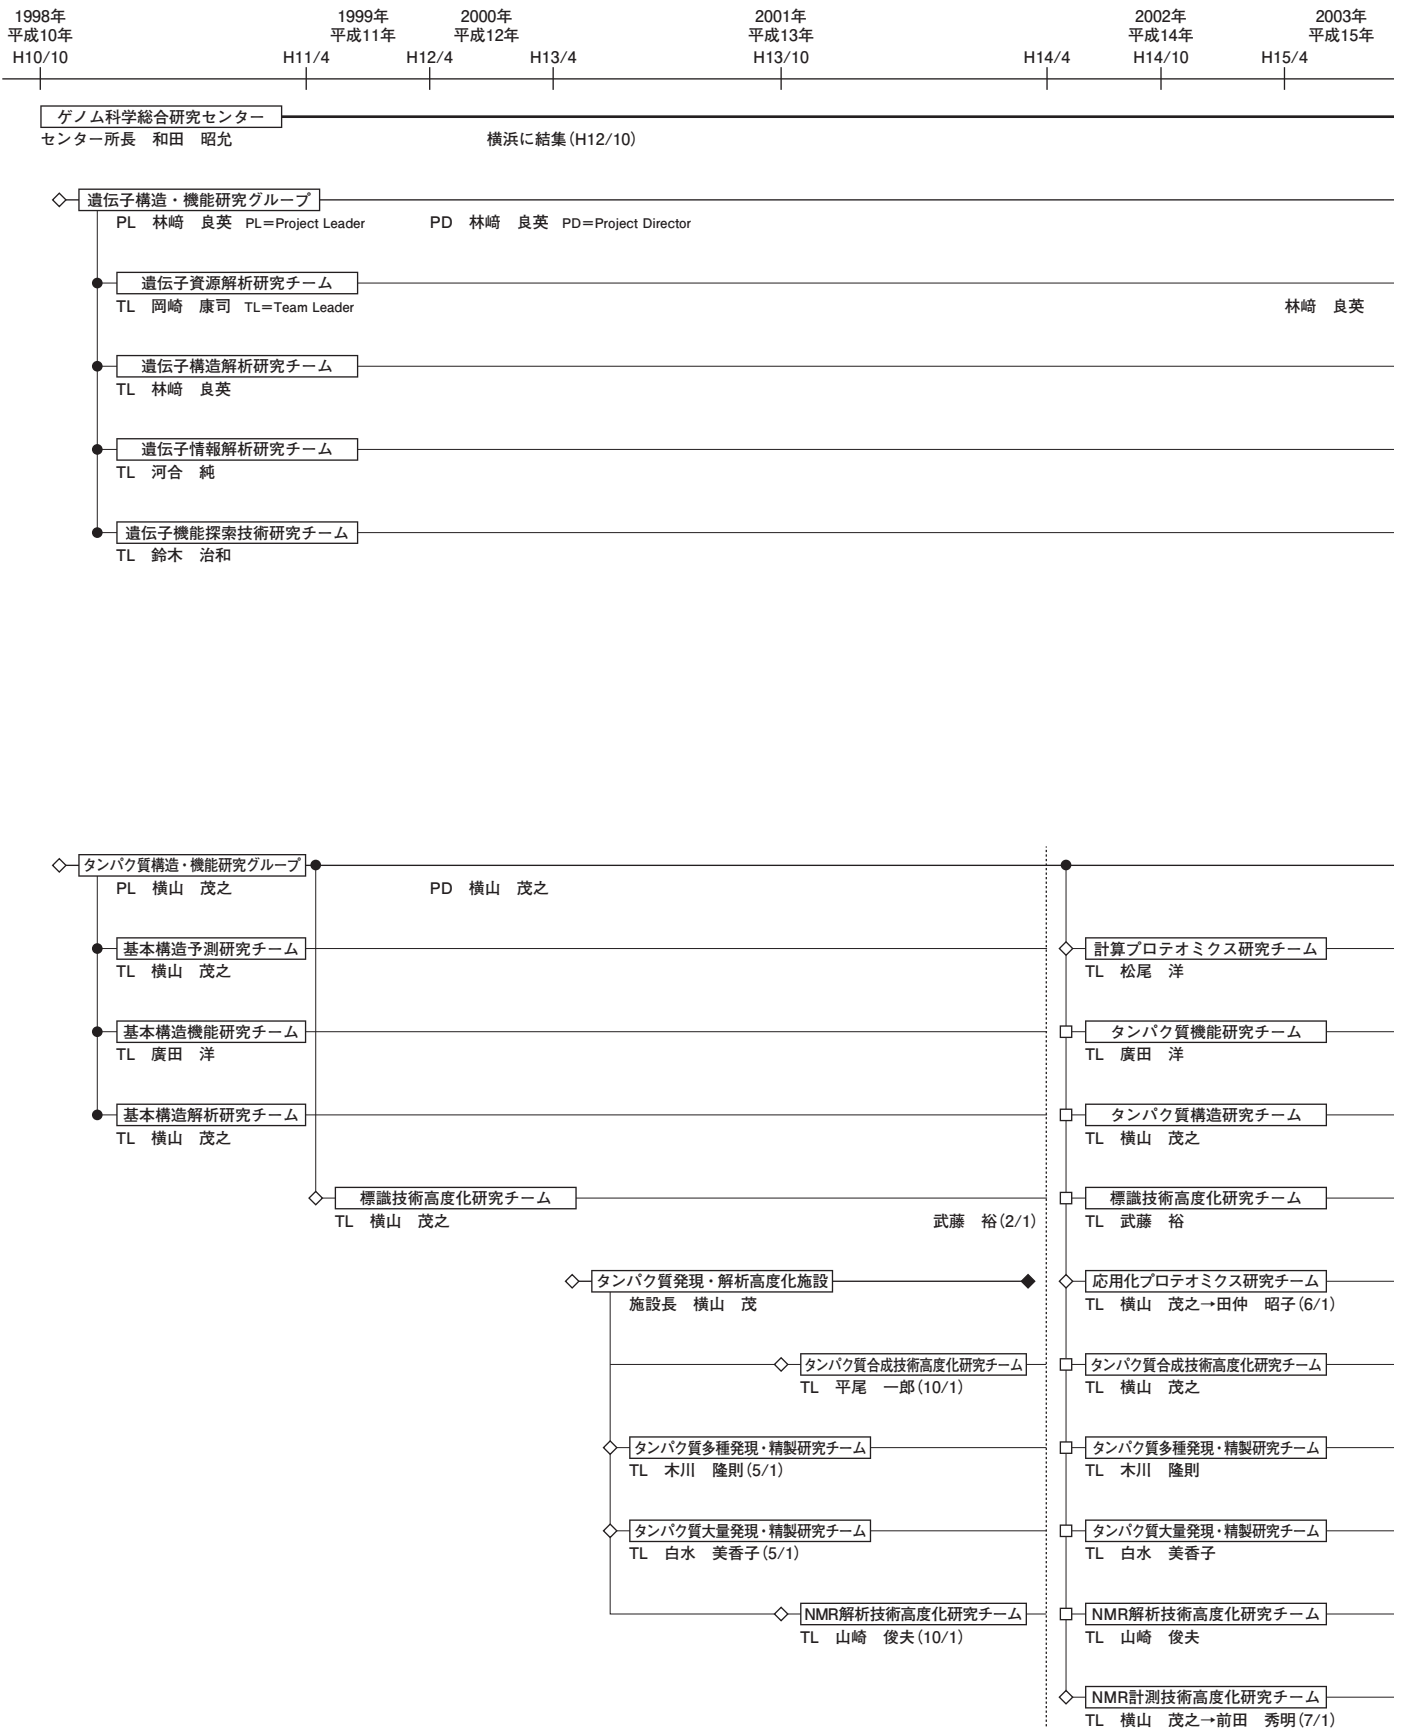 1998年 1999年 2000年 2001年 2002年 2003年
平成10年 平成11年 平成12年 平成13年 平成14年 平成15年
H10/10 H11/4 H12/4 H13/4 H13/10 H14/4 H14/10 H15/4
ゲノム科学総合研究センター
センター所長 和田 昭允 横浜に結集(H12/10)
遺伝子構造・機能研究グループ
PL 林﨑 良英 PL=Project Leader PD 林﨑 良英 PD=Project Director
遺伝子資源解析研究チーム
TL 岡崎 康司 TL=Team Leader 林﨑 良英
遺伝子構造解析研究チーム
TL 林﨑 良英
遺伝子情報解析研究チーム
TL 河合 純
遺伝子機能探索技術研究チーム
TL 鈴木 治和
タンパク質構造・機能研究グループ
PL 横山 茂之 PD 横山 茂之
基本構造予測研究チーム 計算プロテオミクス研究チーム
TL 横山 茂之 TL 松尾 洋
基本構造機能研究チーム タンパク質機能研究チーム
TL 廣田 洋 TL 廣田 洋
基本構造解析研究チーム タンパク質構造研究チーム
TL 横山 茂之 TL 横山 茂之
標識技術高度化研究チーム 標識技術高度化研究チーム
TL 横山 茂之 武藤 裕(2/1) TL 武藤 裕
タンパク質発現・解析高度化施設 応用化プロテオミクス研究チーム
施設長 横山 茂 TL 横山 茂之→田仲 昭子(6/1)
タンパク質合成技術高度化研究チーム タンパク質合成技術高度化研究チーム
TL 平尾 一郎(10/1) TL 横山 茂之
タンパク質多種発現・精製研究チーム タンパク質多種発現・精製研究チーム
TL 木川 隆則(5/1) TL 木川 隆則
タンパク質大量発現・精製研究チーム タンパク質大量発現・精製研究チーム
TL 白水 美香子(5/1) TL 白水 美香子
NMR解析技術高度化研究チーム NMR解析技術高度化研究チーム
TL 山崎 俊夫(10/1) TL 山崎 俊夫
NMR計測技術高度化研究チーム
TL 横山 茂之→前田 秀明(7/1)